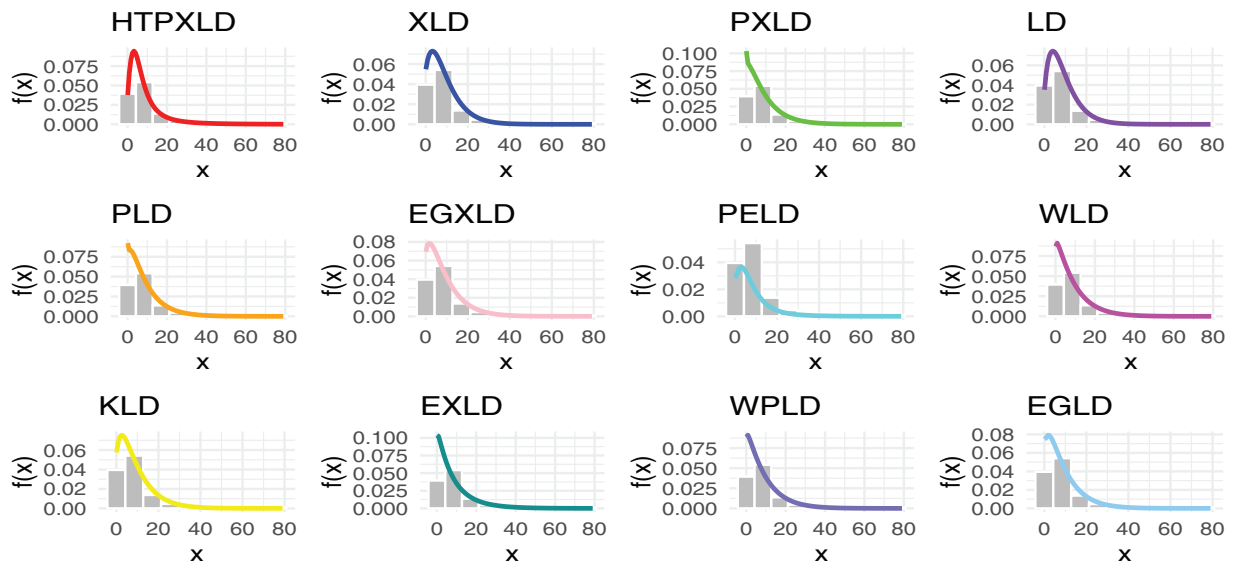 HTPXLD XLD PXLD LD
f(x) 0.075 0.050 0.025 0.000
0 20 40 60 80
x
f(x) 0.06 0.04 0.02 0.00
0 20 40 60 80
x
f(x) 0.100 0.075 0.050 0.025 0.000
0 20 40 60 80
x
f(x) 0.06 0.04 0.02 0.00
0 20 40 60 80
x
PLD EGXLD PELD WLD
f(x) 0.075 0.050 0.025 0.000
0 20 40 60 80
x
f(x) 0.08 0.06 0.04 0.02 0.00
0 20 40 60 80
x
f(x) 0.04 0.02 0.00
0 20 40 60 80
x
f(x) 0.075 0.050 0.025 0.000
0 20 40 60 80
x
KLD EXLD WPLD EGLD
f(x) 0.06 0.04 0.02 0.00
0 20 40 60 80
x
f(x) 0.100 0.075 0.050 0.025 0.000
0 20 40 60 80
x
f(x) 0.075 0.050 0.025 0.000
0 20 40 60 80
x
f(x) 0.08 0.06 0.04 0.02 0.00
0 20 40 60 80
x